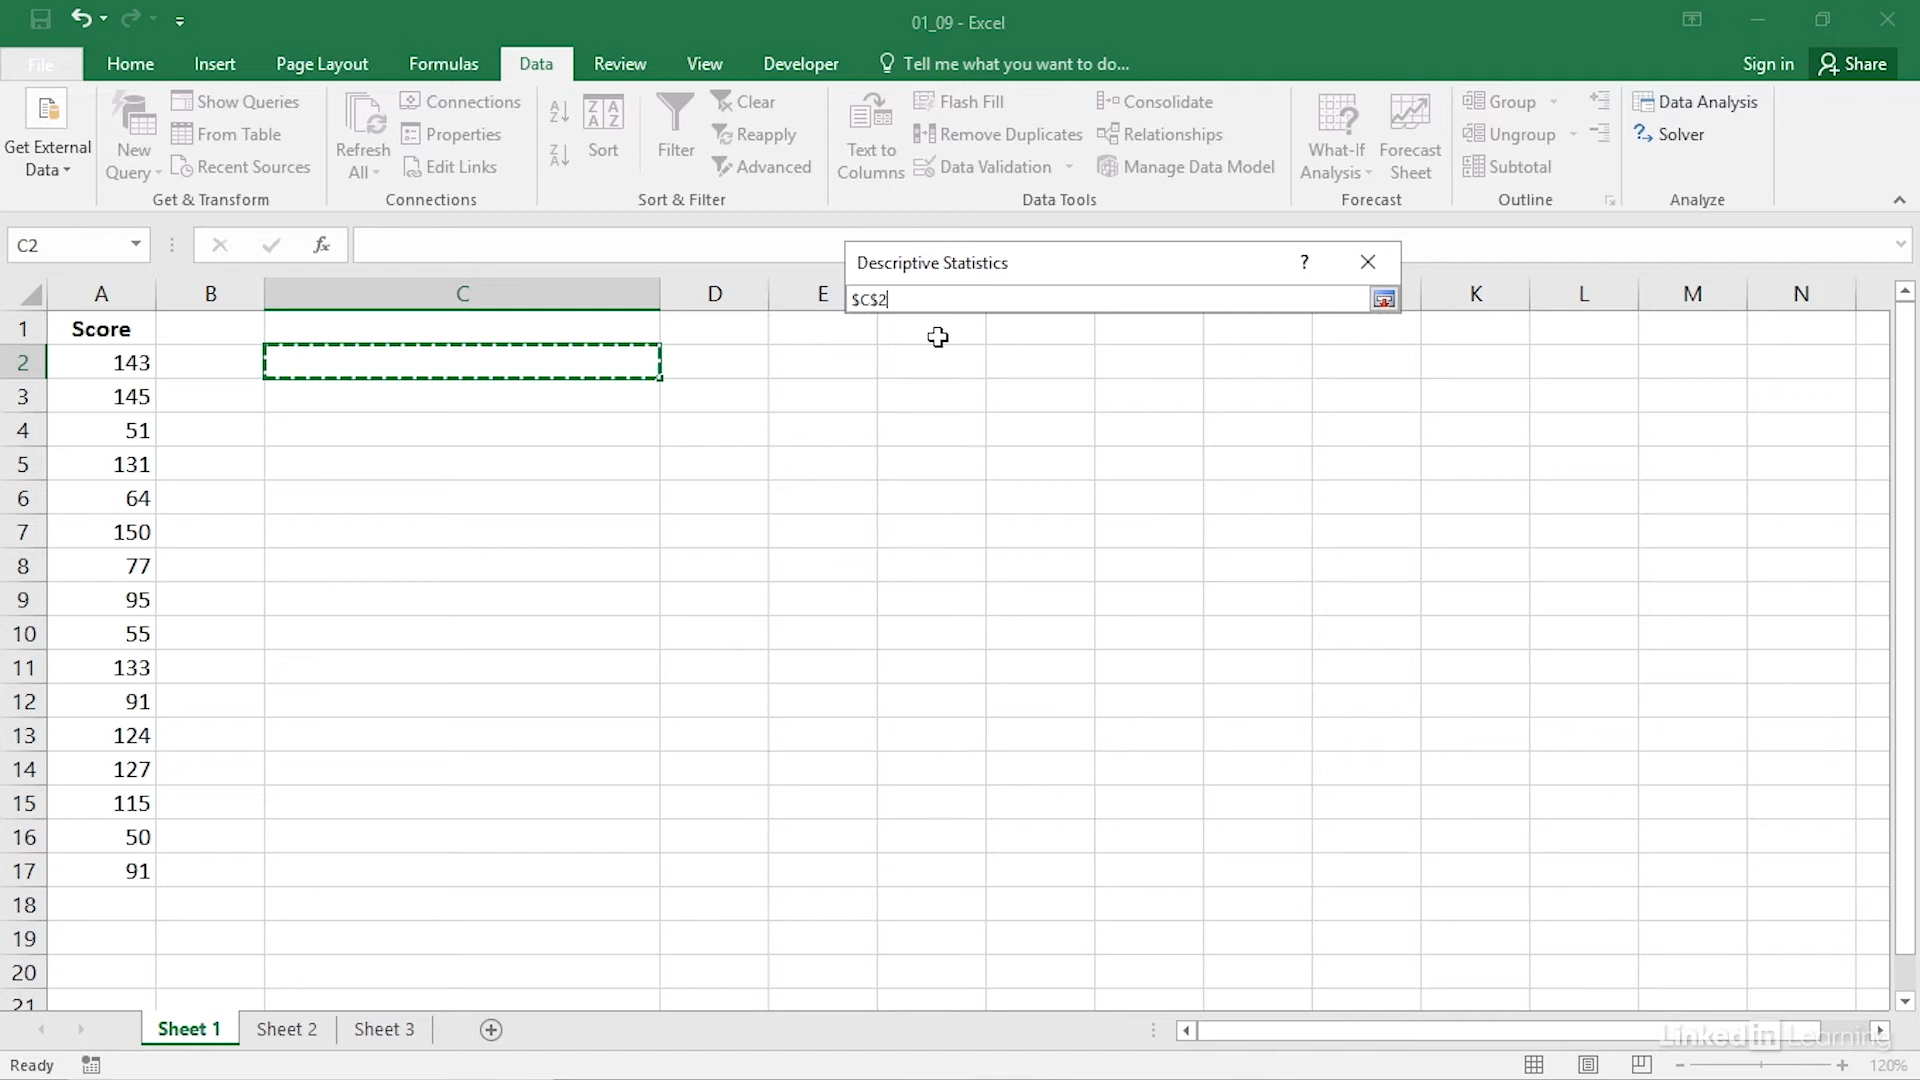 01_09 - Excel
File Home Insert Page Layout Formulas Data Review View Developer Tell me what you want to do... Sign in Share
Get External Data
New Query
Show Queries
From Table
Recent Sources
Get & Transform
Refresh All
Connections
Properties
Edit Links
Connections
Sort
Filter
Clear
Reapply
Advanced
Sort & Filter
Text to Columns
Flash Fill
Remove Duplicates
Data Validation
Consolidate
Relationships
Manage Data Model
Data Tools
What-If Analysis
Forecast Sheet
Forecast
Group
Ungroup
Subtotal
Outline
Data Analysis
Solver
Analyze
C2 fx
Descriptive Statistics ?
$C$2
A B C D E K L M N
1 Score
2 143
3 145
4 51
5 131
6 64
7 150
8 77
9 95
10 55
11 133
12 91
13 124
14 127
15 115
16 50
17 91
18
19
20
21
Sheet 1 Sheet 2 Sheet 3
Linked in Learning
Ready 120%